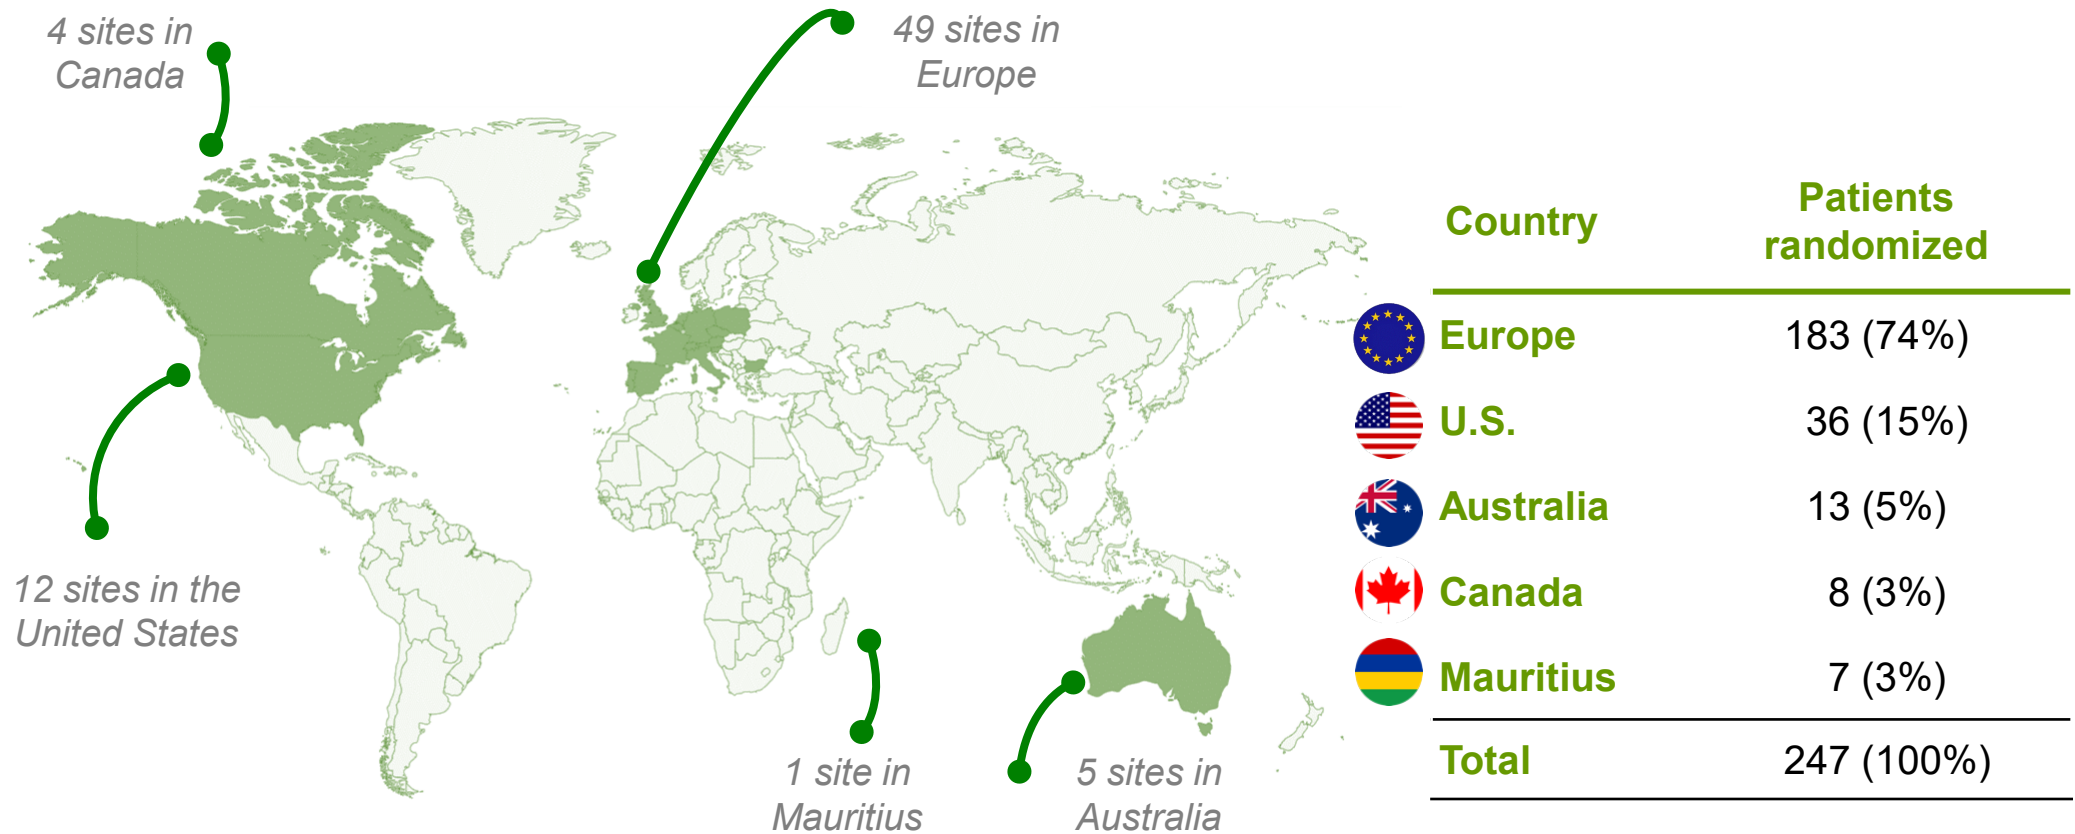 4 sites in
Canada
49 sites in
Europe
12 sites in the
United States
1 site in
Mauritius
5 sites in
Australia
Country
Patients
randomized
Europe 183 (74%)
U.S. 36 (15%)
Australia 13 (5%)
Canada 8 (3%)
Mauritius 7 (3%)
Total 247 (100%)